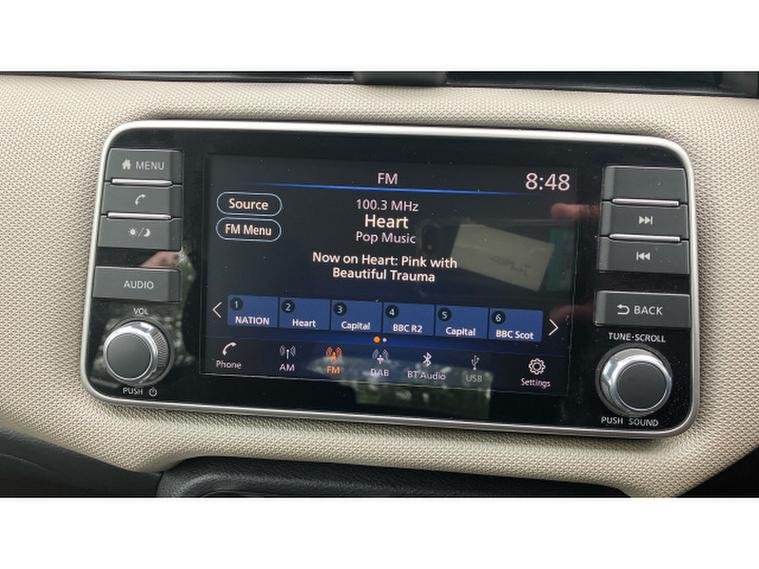 MENU
AUDIO
VOL
PUSH
FM
8:48
Source
FM Menu
100.3 MHz
Heart
Pop Music
Now on Heart: Pink with
Beautiful Trauma
1 NATION
2 Heart
3 Capital
4 BBC R2
5 Capital
6 BBC Scot
Phone
AM
FM
DAB
BT Audio
USB
Settings
BACK
TUNE·SCROLL
PUSH SOUND